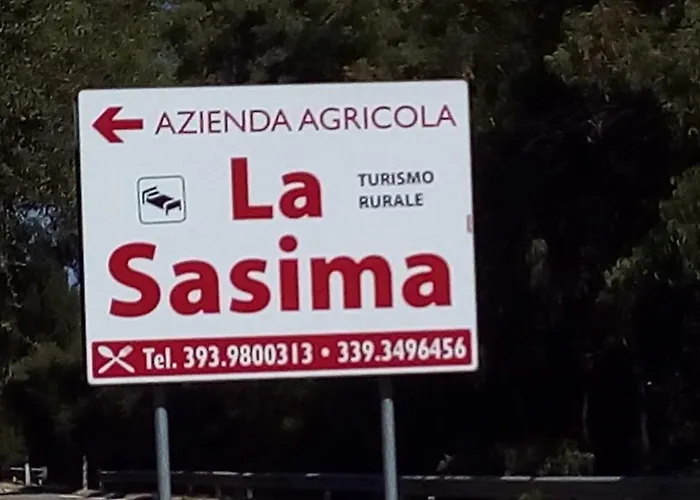 AZIENDA AGRICOLA
La
TURISMO
RURALE
Sasima
Tel. 393.9800313 • 339.3496456